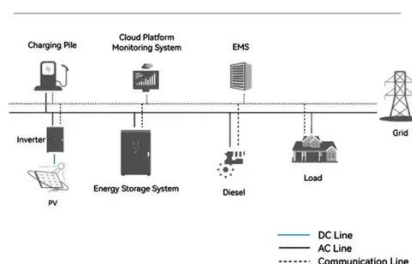 Charging Pile
Cloud Platform
Monitoring System
EMS
Grid
Inverter
PV
Energy Storage System
Diesel
Load
DC Line
AC Line
Communication Line